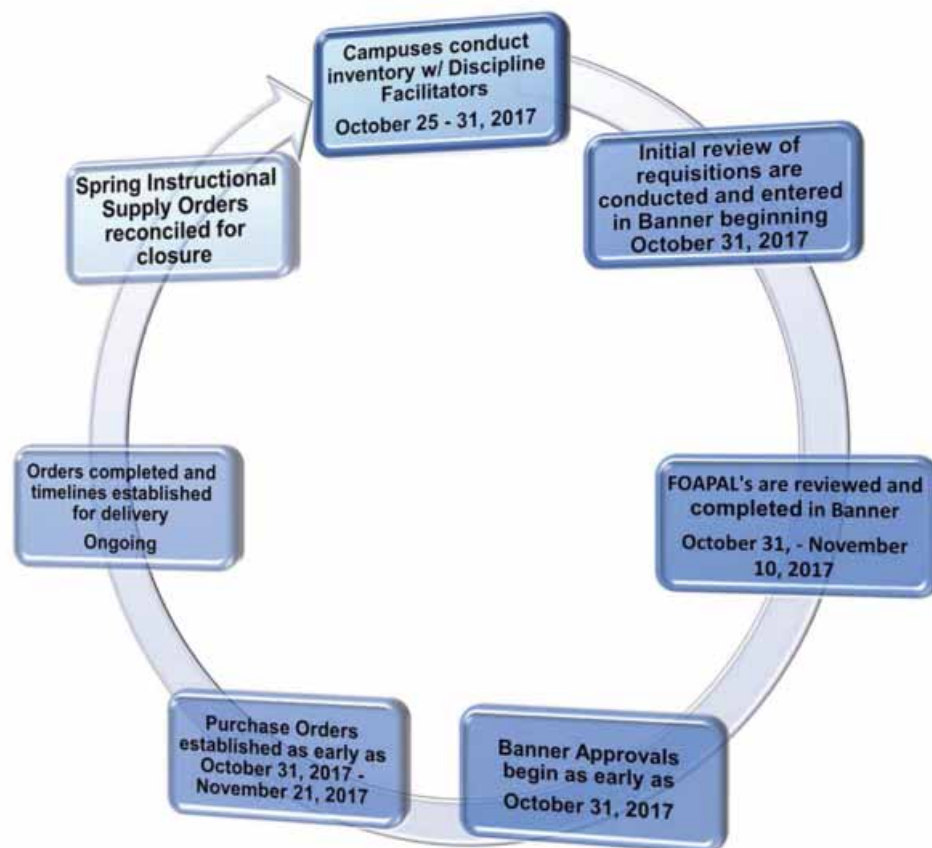 Campuses conduct
inventory w/ Discipline
Facilitators
October 25 - 31, 2017
Initial review of
requisitions are
conducted and entered
in Banner beginning
October 31, 2017
FOAPAL's are reviewed and
completed in Banner
October 31, - November
10, 2017
Banner Approvals
begin as early as
October 31, 2017
Purchase Orders
established as early as
October 31, 2017 -
November 21, 2017
Orders completed and
timelines established
for delivery
Ongoing
Spring Instructional
Supply Orders
reconciled for
closure